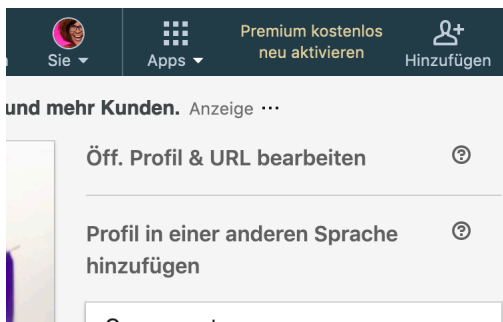 Sie
Apps
Premium kostenlos
neu aktivieren
Hinzufügen
und mehr Kunden. Anzeige ···
Öff. Profil & URL bearbeiten
Profil in einer anderen Sprache
hinzufügen